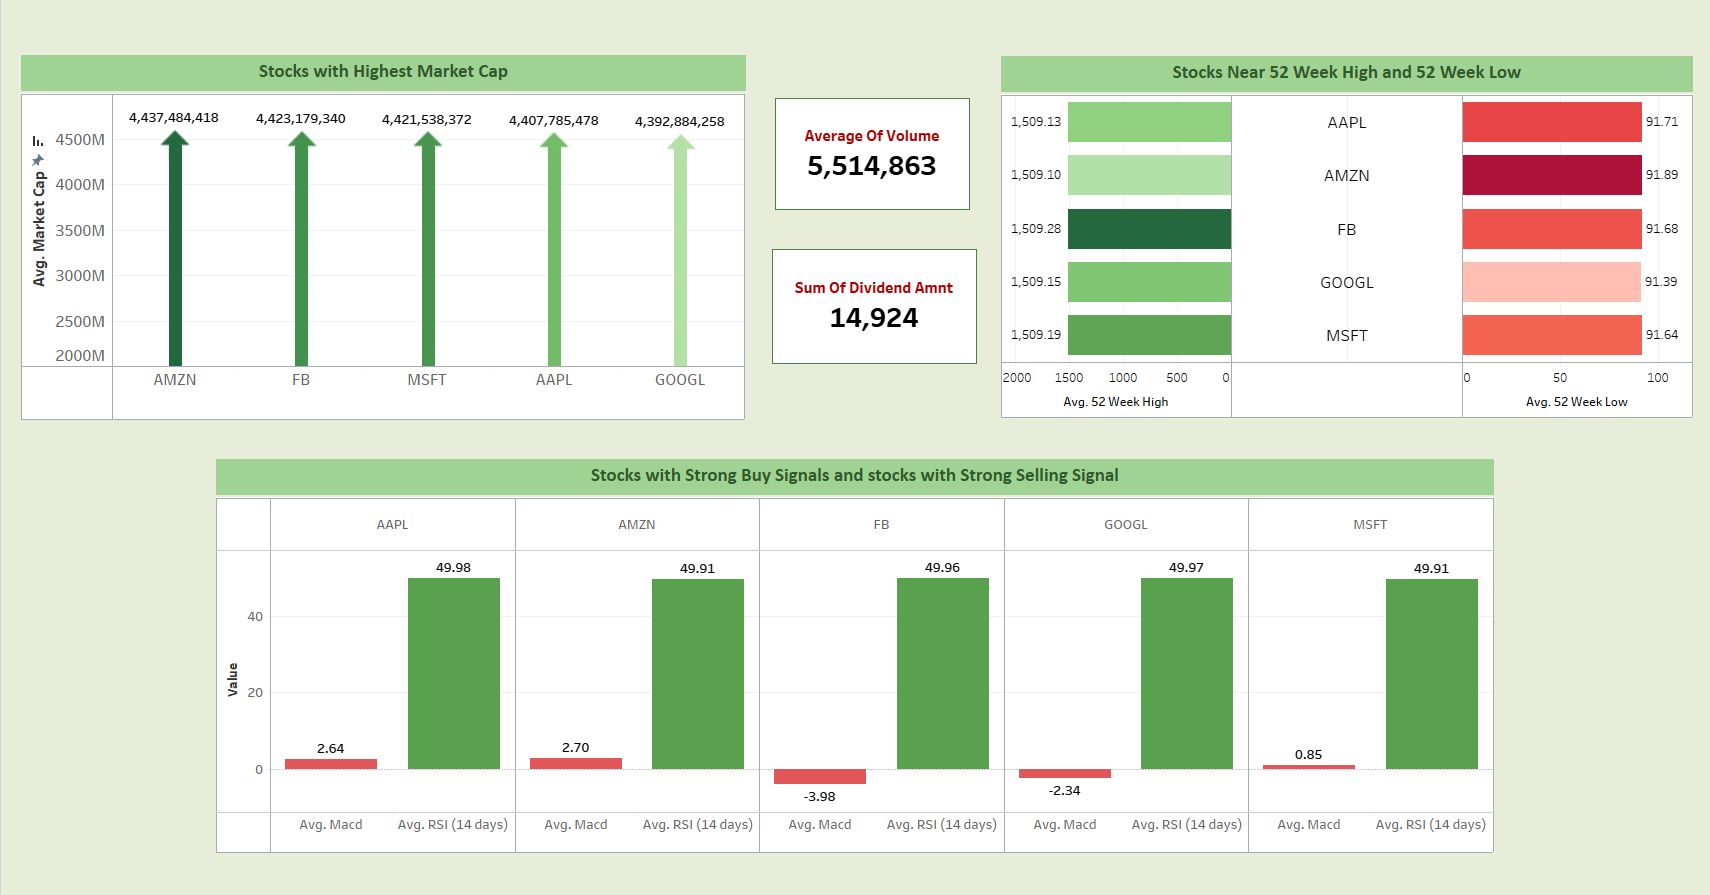 Stocks with Highest Market Cap
Avg. Market Cap
4500M
4000M
3500M
3000M
2500M
2000M
4,437,484,418 4,423,179,340 4,421,538,372 4,407,785,478 4,392,884,258
AMZN FB MSFT AAPL GOOGL
Average Of Volume
5,514,863
Sum Of Dividend Amnt
14,924
Stocks Near 52 Week High and 52 Week Low
1,509.13 AAPL 91.71
1,509.10 AMZN 91.89
1,509.28 FB 91.68
1,509.15 GOOGL 91.39
1,509.19 MSFT 91.64
2000 1500 1000 500 0 0 50 100
Avg. 52 Week High Avg. 52 Week Low
Stocks with Strong Buy Signals and stocks with Strong Selling Signal
AAPL AMZN FB GOOGL MSFT
Value
40
20
0
49.98 49.91 49.96 49.97 49.91
2.64 2.70 -3.98 -2.34 0.85
Avg. Macd Avg. RSI (14 days) Avg. Macd Avg. RSI (14 days) Avg. Macd Avg. RSI (14 days) Avg. Macd Avg. RSI (14 days) Avg. Macd Avg. RSI (14 days)